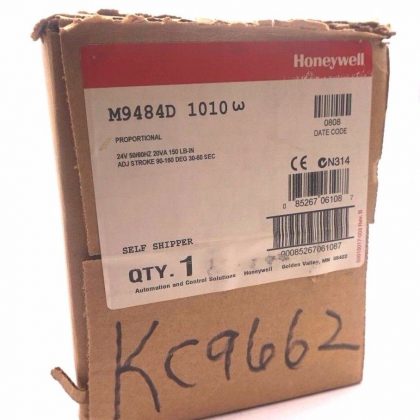 Honeywell
M9484D 1010 ω
0808
DATE CODE
PROPORTIONAL
24V 50/60HZ 20VA 150 LB-IN
ADJ STROKE 90-160 DEG 30-60 SEC
CE N314
0 85267 06108 7
SELF SHIPPER
QTY. 1
90085267061087
Automation and Control Solutions Honeywell Golden Valley, MN 55422
KC9662